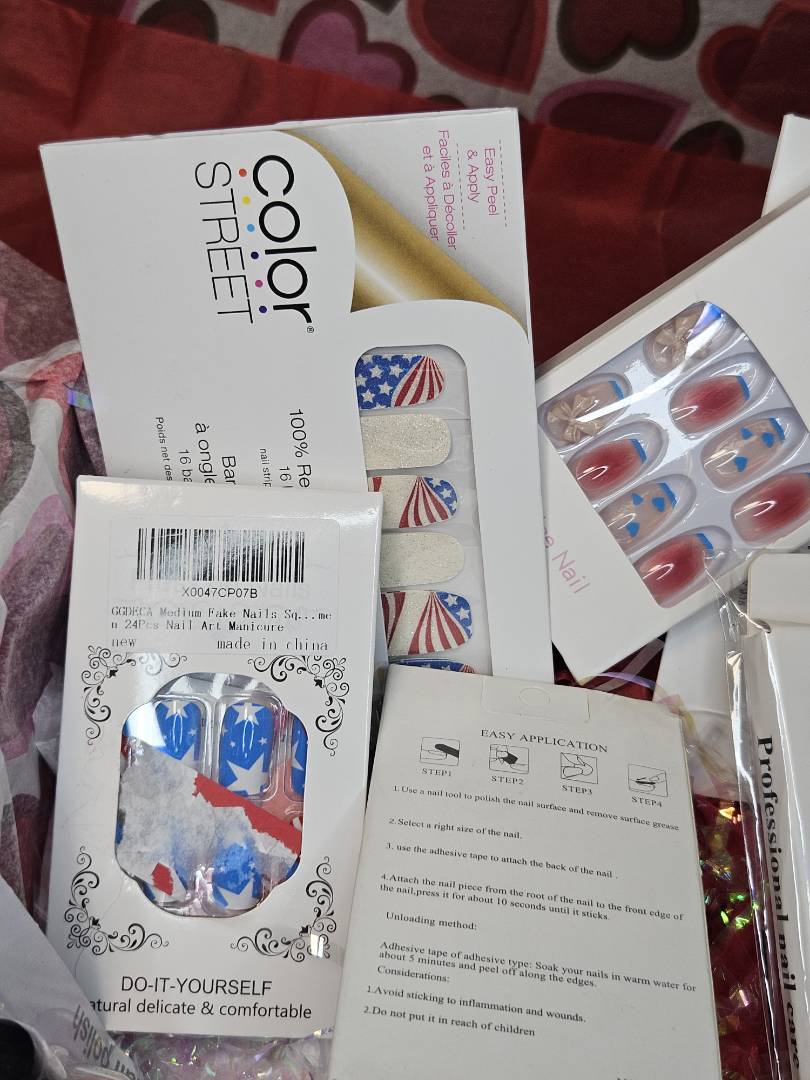 color
STREET
Easy Peel
& Apply
Faciles à Décoller
et à Appliquer
100%
16
nail
à
16
Poids net
Nail
X0047CP07B
GGDECA Medium Fake Nails Sq...me
n 24Pcs Nail Art Manicure
new made in china
DO-IT-YOURSELF
atural delicate & comfortable
EASY APPLICATION
STEP1 STEP2 STEP3 STEP4
1.Use a nail tool to polish the nail surface and remove surface grease
2.Select a right size of the nail.
3. use the adhesive tape to attach the back of the nail .
4.Attach the nail piece from the root of the nail to the front edge of
the nail,press it for about 10 seconds until it sticks.
Unloading method:
Adhesive tape of adhesive type: Soak your nails in warm water for
about 5 minutes and peel off along the edges.
Considerations:
1.Avoid sticking to inflammation and wounds.
2.Do not put it in reach of children
Professional nail care
polish